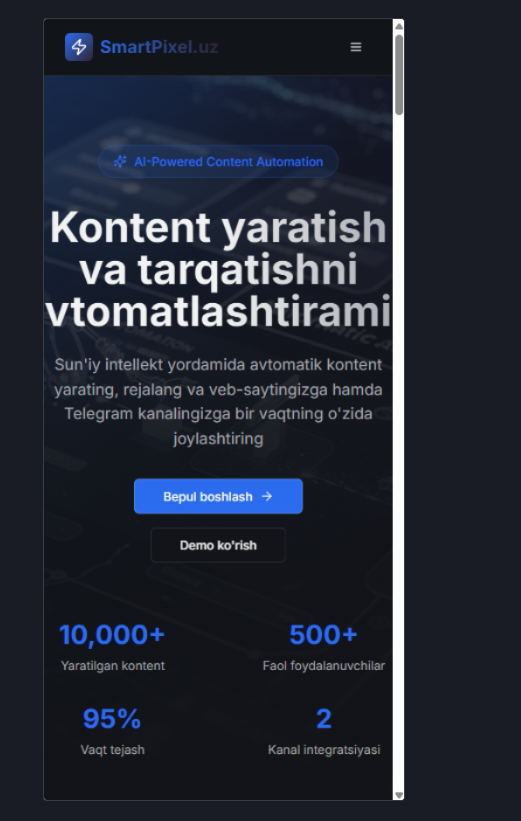 SmartPixel.uz
AI-Powered Content Automation
Kontent yaratish
va tarqatishni
vtomatlashtirami
Sun'iy intellekt yordamida avtomatik kontent
yarating, rejalang va veb-saytingizga hamda
Telegram kanalingizga bir vaqtning o'zida
joylashtiring
Bepul boshlash →
Demo ko'rish
10,000+
500+
Yaratilgan kontent
Faol foydalanuvchilar
95%
2
Vaqt tejash
Kanal integratsiyasi